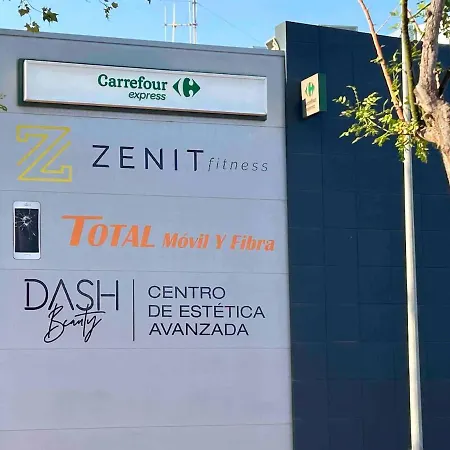 Carrefour
express
ZENIT fitness
TOTAL Móvil Y Fibra
DASH
Beauty
CENTRO
DE ESTÉTICA
AVANZADA